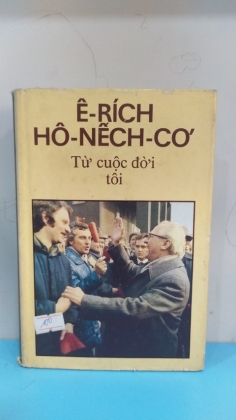 Ê-RÍCH
HÔ-NẾCH-CƠ
Từ cuộc đời
tôi